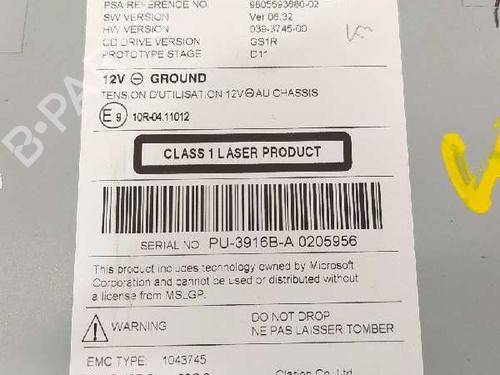 PSA REFERENCE NO. 9805593680-02
SW VERSION Ver 06.32
HW VERSION 039-3745-00
CD DRIVE VERSION GS1R
PROTOTYPE STAGE D11
12V ⊖ GROUND
TENSION D'UTILISATION 12V⊖AU CHASSIS
E9 10R-04.11012
CLASS 1 LASER PRODUCT
SERIAL NO PU-3916B-A 0205956
This product includes technology owned by Microsoft
Corporation and cannot be used or distributed without
a license from MSLGP.
WARNING
DO NOT DROP
NE PAS LAISSER TOMBER
EMC TYPE 1043745
Clarion Co., Ltd.
B-PARTS